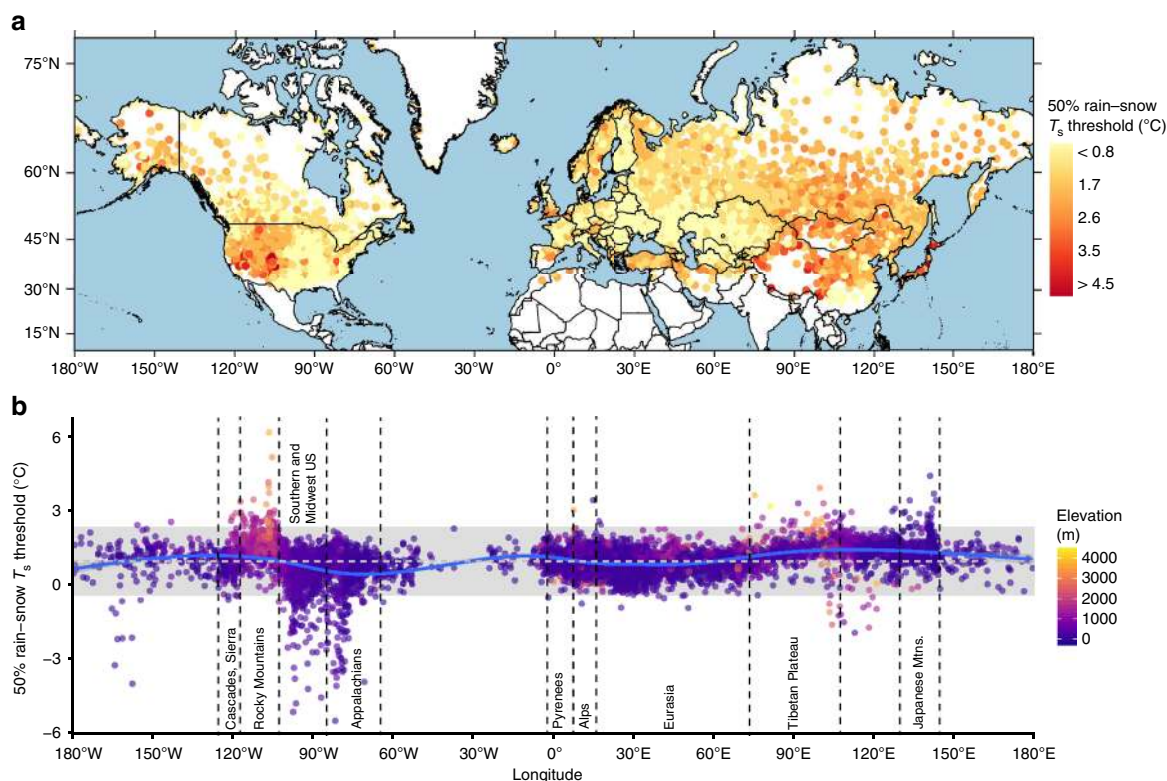 a
75°N
60°N
45°N
30°N
15°N
180°W 150°W 120°W 90°W 60°W 30°W 0° 30°E 60°E 90°E 120°E 150°E 180°E
50% rain–snow
Ts threshold (°C)
< 0.8
1.7
2.6
3.5
> 4.5
b
50% rain–snow Ts threshold (°C)
6
3
0
−3
−6
Cascades, Sierra
Rocky Mountains
Southern and
Midwest US
Appalachians
Pyrenees
Alps
Eurasia
Tibetan Plateau
Japanese Mtns.
180°W 150°W 120°W 90°W 60°W 30°W 0° 30°E 60°E 90°E 120°E 150°E 180°E
Longitude
Elevation
(m)
4000
3000
2000
1000
0